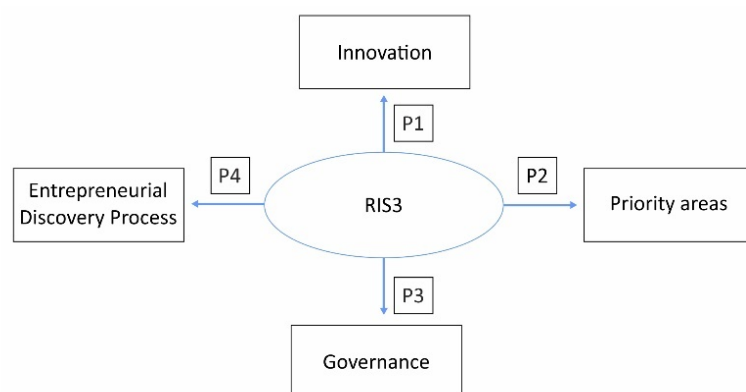 Innovation
P1
P4
P2
Entrepreneurial
Discovery Process
RIS3
Priority areas
P3
Governance